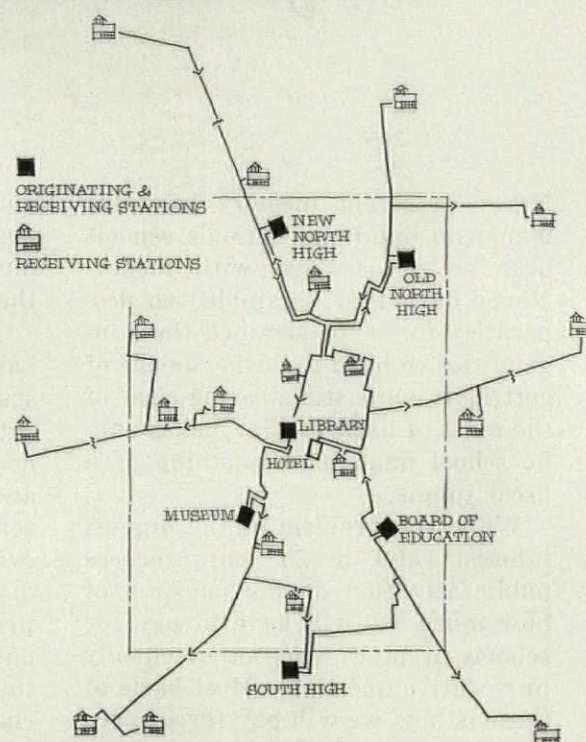 ORIGINATING &
RECEIVING STATIONS
RECEIVING STATIONS
NEW
NORTH
HIGH
OLD
NORTH
HIGH
LIBRARY
HOTEL
MUSEUM
BOARD OF
EDUCATION
SOUTH HIGH